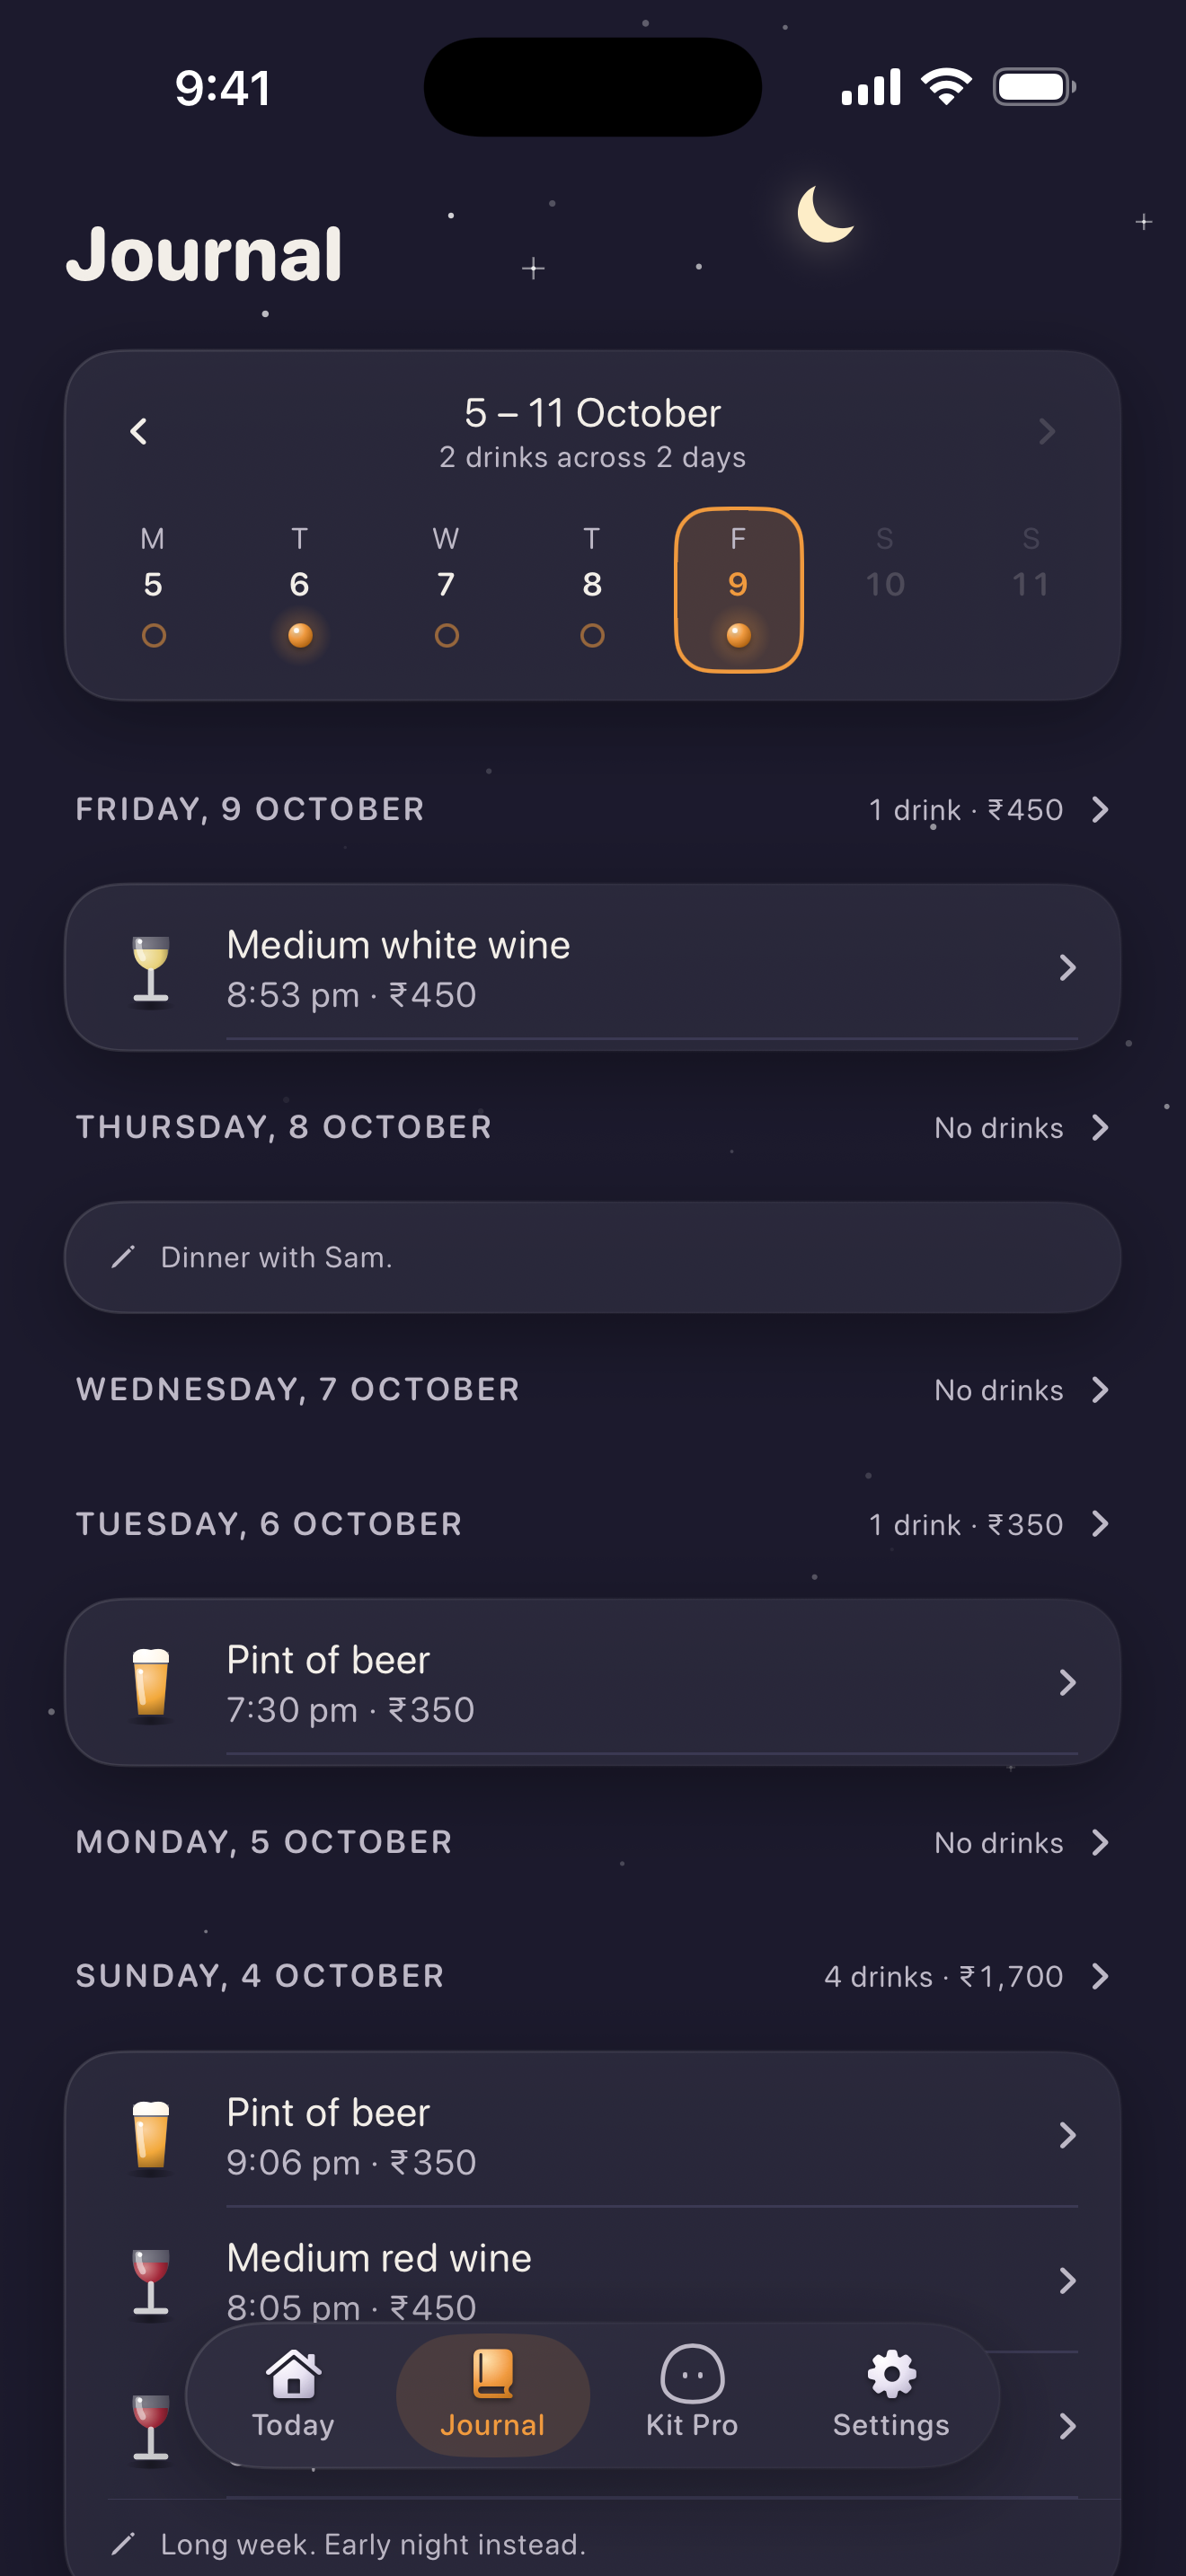 9:41
Journal
5 – 11 October
2 drinks across 2 days
M T W T F S S
5 6 7 8 9 10 11
FRIDAY, 9 OCTOBER 1 drink · ₹450
Medium white wine
8:53 pm · ₹450
THURSDAY, 8 OCTOBER No drinks
Dinner with Sam.
WEDNESDAY, 7 OCTOBER No drinks
TUESDAY, 6 OCTOBER 1 drink · ₹350
Pint of beer
7:30 pm · ₹350
MONDAY, 5 OCTOBER No drinks
SUNDAY, 4 OCTOBER 4 drinks · ₹1,700
Pint of beer
9:06 pm · ₹350
Medium red wine
8:05 pm · ₹450
Today Journal Kit Pro Settings
Long week. Early night instead.